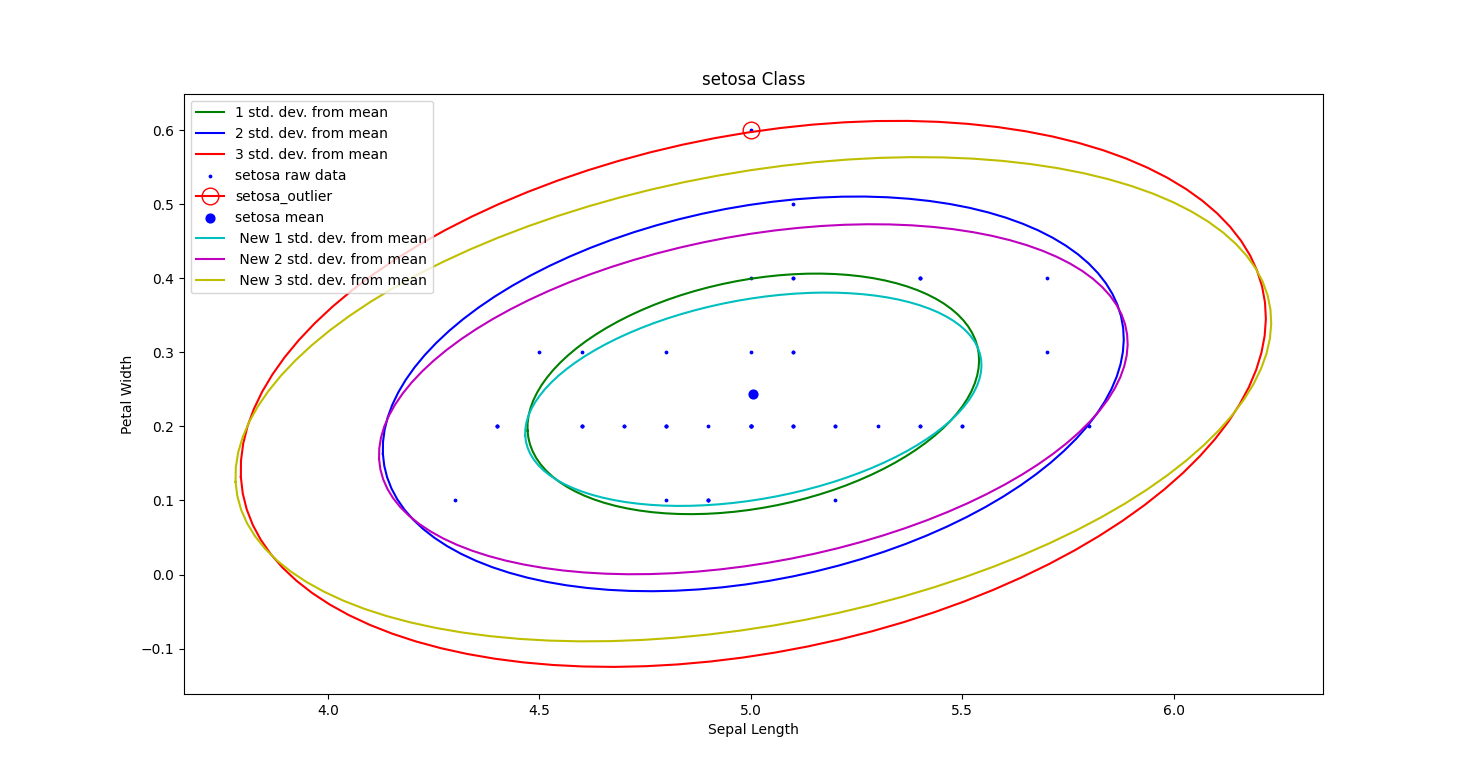 setosa Class
1 std. dev. from mean
2 std. dev. from mean
3 std. dev. from mean
setosa raw data
setosa_outlier
setosa mean
New 1 std. dev. from mean
New 2 std. dev. from mean
New 3 std. dev. from mean
0.6
0.5
0.4
0.3
0.2
0.1
0.0
−0.1
Petal Width
4.0 4.5 5.0 5.5 6.0
Sepal Length